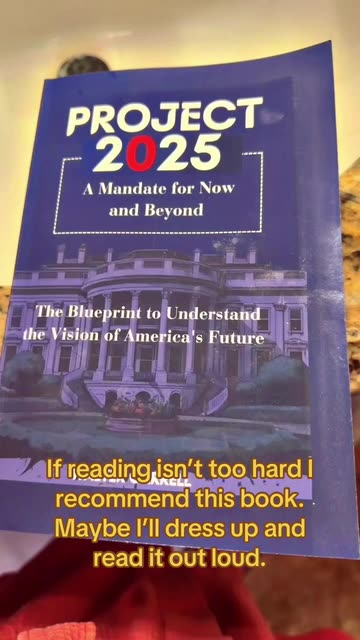 PROJECT
2025
A Mandate for Now
and Beyond
The Blueprint to Understand
the Vision of America's Future
If reading isn't too hard I
recommend this book.
Maybe I'll dress up and
read it out loud.